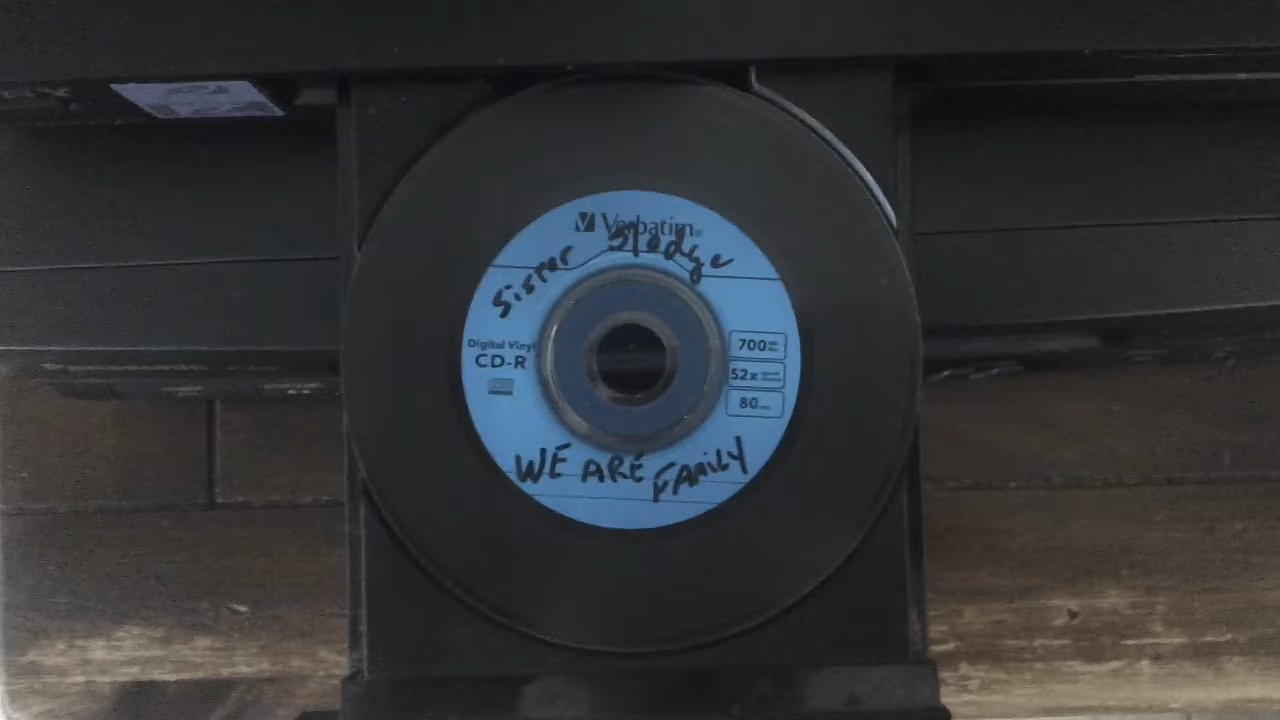 Verbatim
Sister Sledge
Digital Vinyl
CD-R
700
52x
80
WE ARE FAMiLY